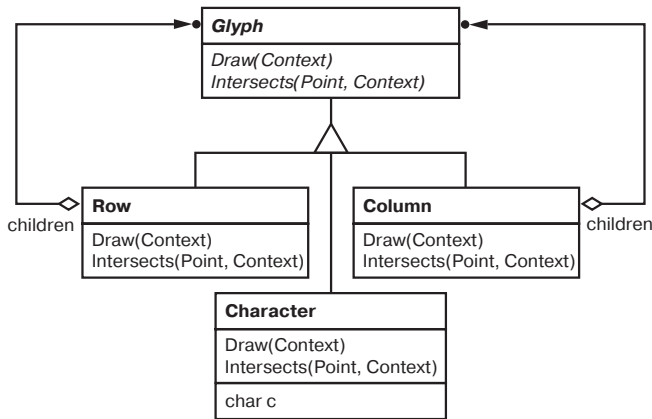 Glyph
Draw(Context)
Intersects(Point, Context)
children
Row
Draw(Context)
Intersects(Point, Context)
Column
Draw(Context)
Intersects(Point, Context)
children
Character
Draw(Context)
Intersects(Point, Context)
char c